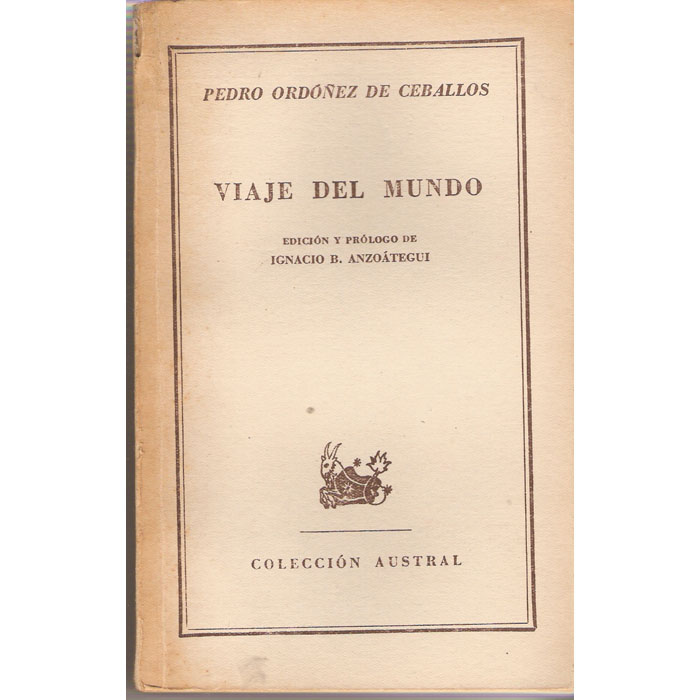 PEDRO ORDÓÑEZ DE CEBALLOS
VIAJE DEL MUNDO
EDICIÓN Y PRÓLOGO DE
IGNACIO B. ANZOÁTEGUI
COLECCIÓN AUSTRAL